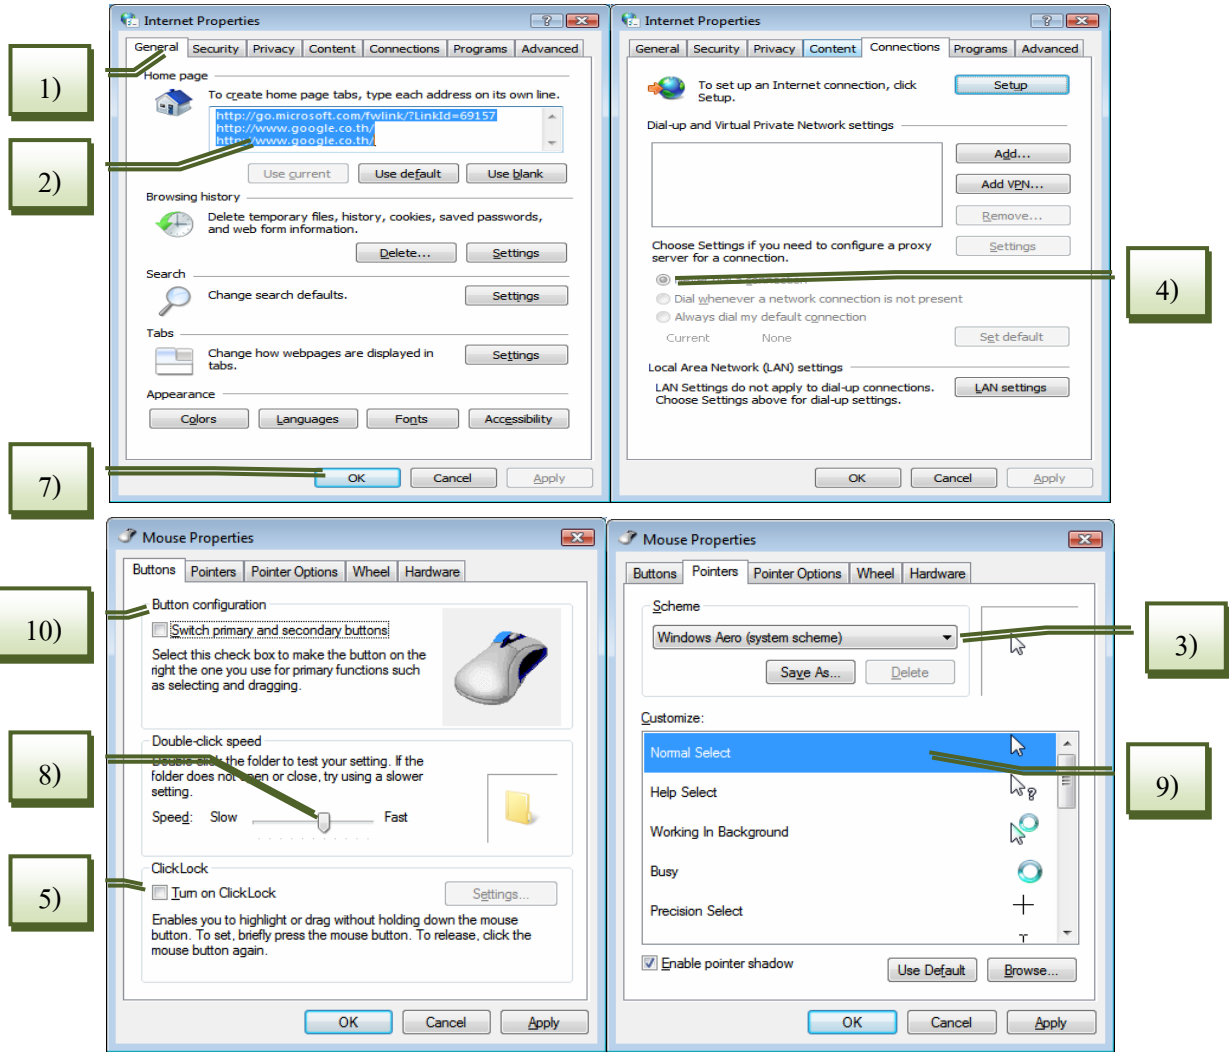 Internet Properties
General Security Privacy Content Connections Programs Advanced
1)
Home page
To create home page tabs, type each address on its own line.
http://go.microsoft.com/fwlink/?LinkId=69157
http://www.google.co.th/
http://www.google.co.th/
2)
Use current Use default Use blank
Browsing history
Delete temporary files, history, cookies, saved passwords,
and web form information.
Delete... Settings
Search
Change search defaults. Settings
Tabs
Change how webpages are displayed in
tabs.
Settings
Appearance
Colors Languages Fonts Accessibility
7)
OK Cancel Apply
Internet Properties
General Security Privacy Content Connections Programs Advanced
To set up an Internet connection, click
Setup.
Setup
Dial-up and Virtual Private Network settings
Add...
Add VPN...
Remove...
Choose Settings if you need to configure a proxy
server for a connection.
Settings
4)
connection
Dial whenever a network connection is not present
Always dial my default connection
Current None Set default
Local Area Network (LAN) settings
LAN Settings do not apply to dial-up connections.
Choose Settings above for dial-up settings.
LAN settings
OK Cancel Apply
Mouse Properties
Buttons Pointers Pointer Options Wheel Hardware
10)
Button configuration
Switch primary and secondary buttons
Select this check box to make the button on the
right the one you use for primary functions such
as selecting and dragging.
8)
Double-click speed
Double-click the folder to test your setting. If the
folder does not open or close, try using a slower
setting.
Speed: Slow Fast
5)
ClickLock
Turn on ClickLock Settings...
Enables you to highlight or drag without holding down the mouse
button. To set, briefly press the mouse button. To release, click the
mouse button again.
OK Cancel Apply
Mouse Properties
Buttons Pointers Pointer Options Wheel Hardware
Scheme
Windows Aero (system scheme)
3)
Save As... Delete
Customize:
Normal Select
9)
Help Select
Working In Background
Busy
Precision Select
Enable pointer shadow Use Default Browse...
OK Cancel Apply